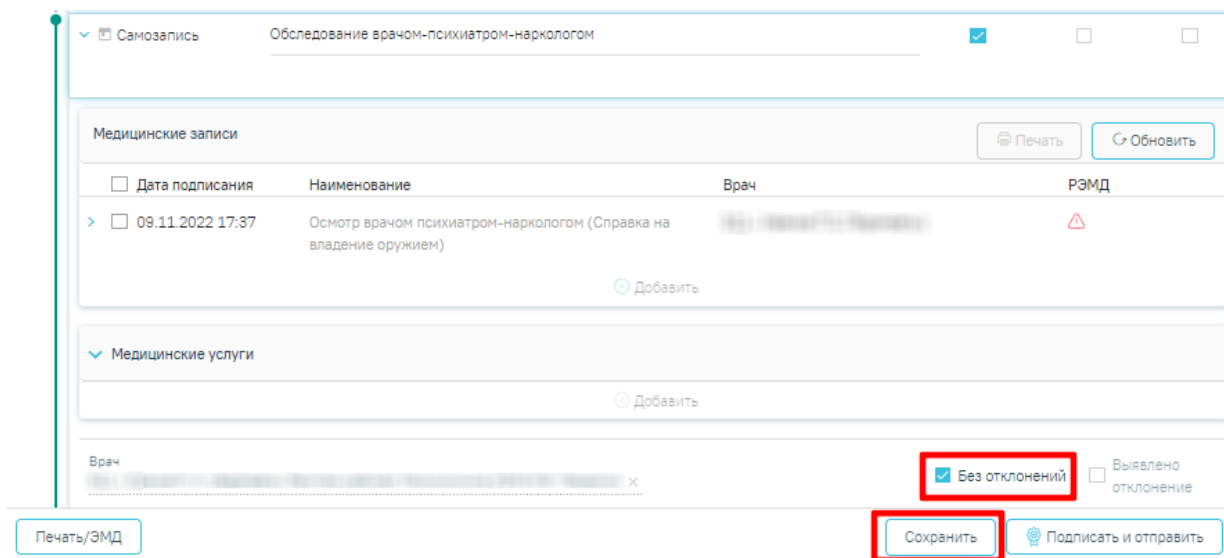 Самозапись Обследование врачом-психиатром-наркологом
Медицинские записи Печать Обновить
Дата подписания Наименование Врач РЭМД
09.11.2022 17:37 Осмотр врачом психиатром-наркологом (Справка на
владение оружием)
Добавить
Медицинские услуги
Добавить
Врач
Без отклонений Выявлено
отклонение
Печать/ЭМД Сохранить Подписать и отправить